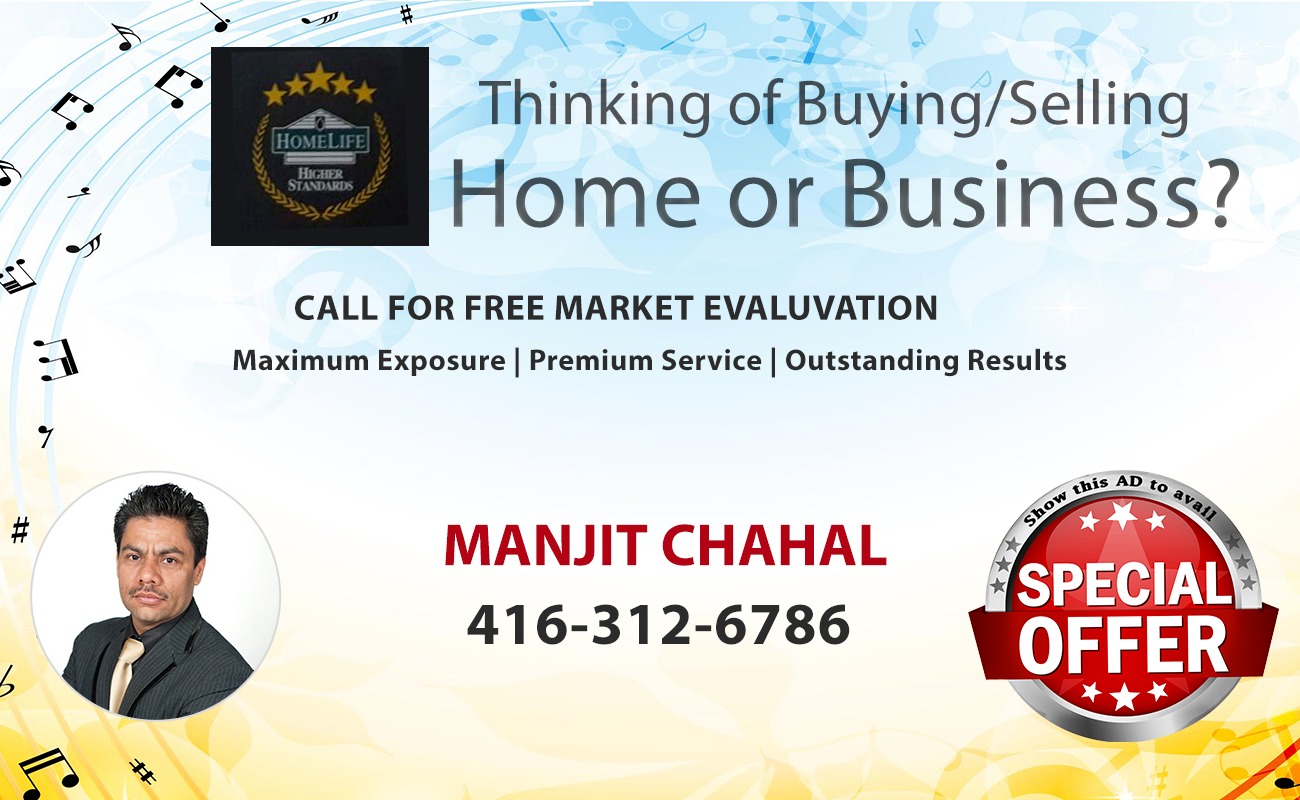 HOMELIFE
HIGHER
STANDARDS
Thinking of Buying/Selling
Home or Business?
CALL FOR FREE MARKET EVALUVATION
Maximum Exposure | Premium Service | Outstanding Results
MANJIT CHAHAL
416-312-6786
Show this AD to avail
SPECIAL
OFFER